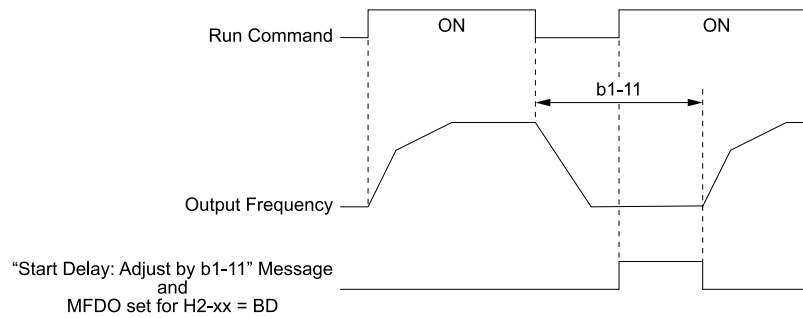 ON
ON
Run Command
b1-11
Output Frequency
“Start Delay: Adjust by b1-11” Message
and
MFDO set for H2-xx = BD